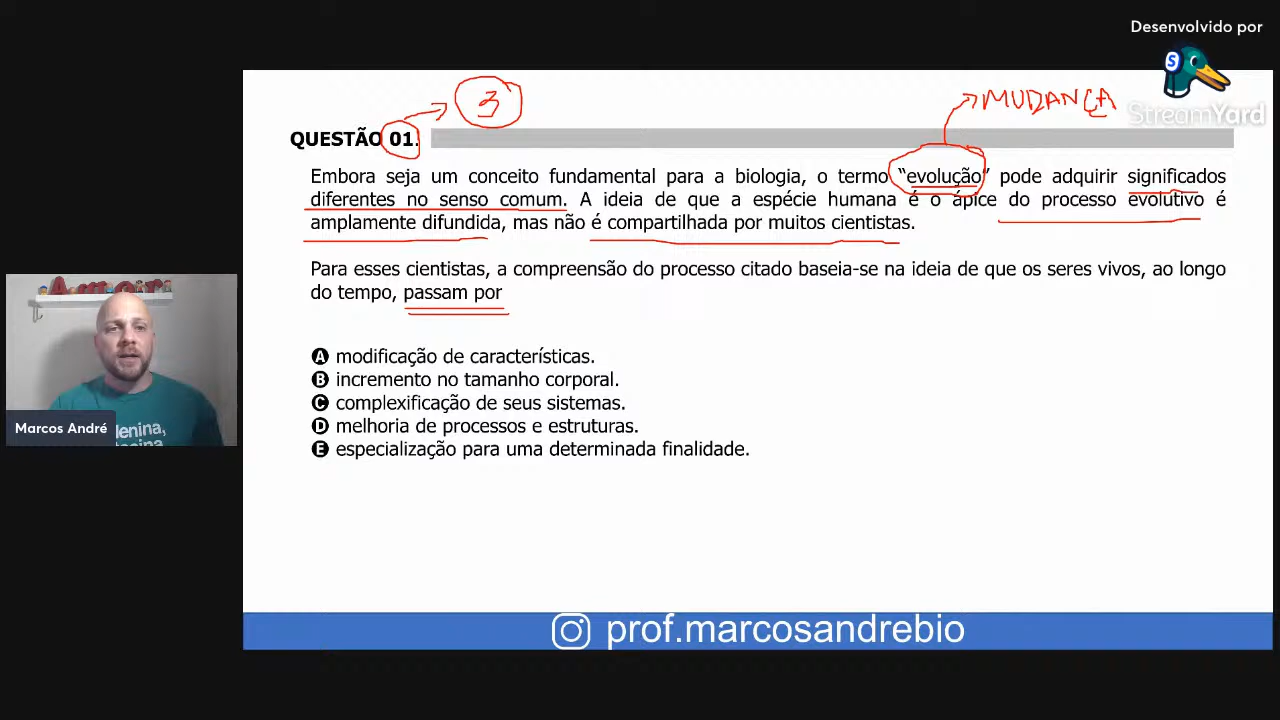 Desenvolvido por
S
StreamYard
3
MUDANÇA
QUESTÃO 01.
Embora seja um conceito fundamental para a biologia, o termo “evolução” pode adquirir significados
diferentes no senso comum. A ideia de que a espécie humana é o ápice do processo evolutivo é
amplamente difundida, mas não é compartilhada por muitos cientistas.
Para esses cientistas, a compreensão do processo citado baseia-se na ideia de que os seres vivos, ao longo
do tempo, passam por
A modificação de características.
B incremento no tamanho corporal.
C complexificação de seus sistemas.
D melhoria de processos e estruturas.
E especialização para uma determinada finalidade.
Marcos André
prof.marcosandrebio